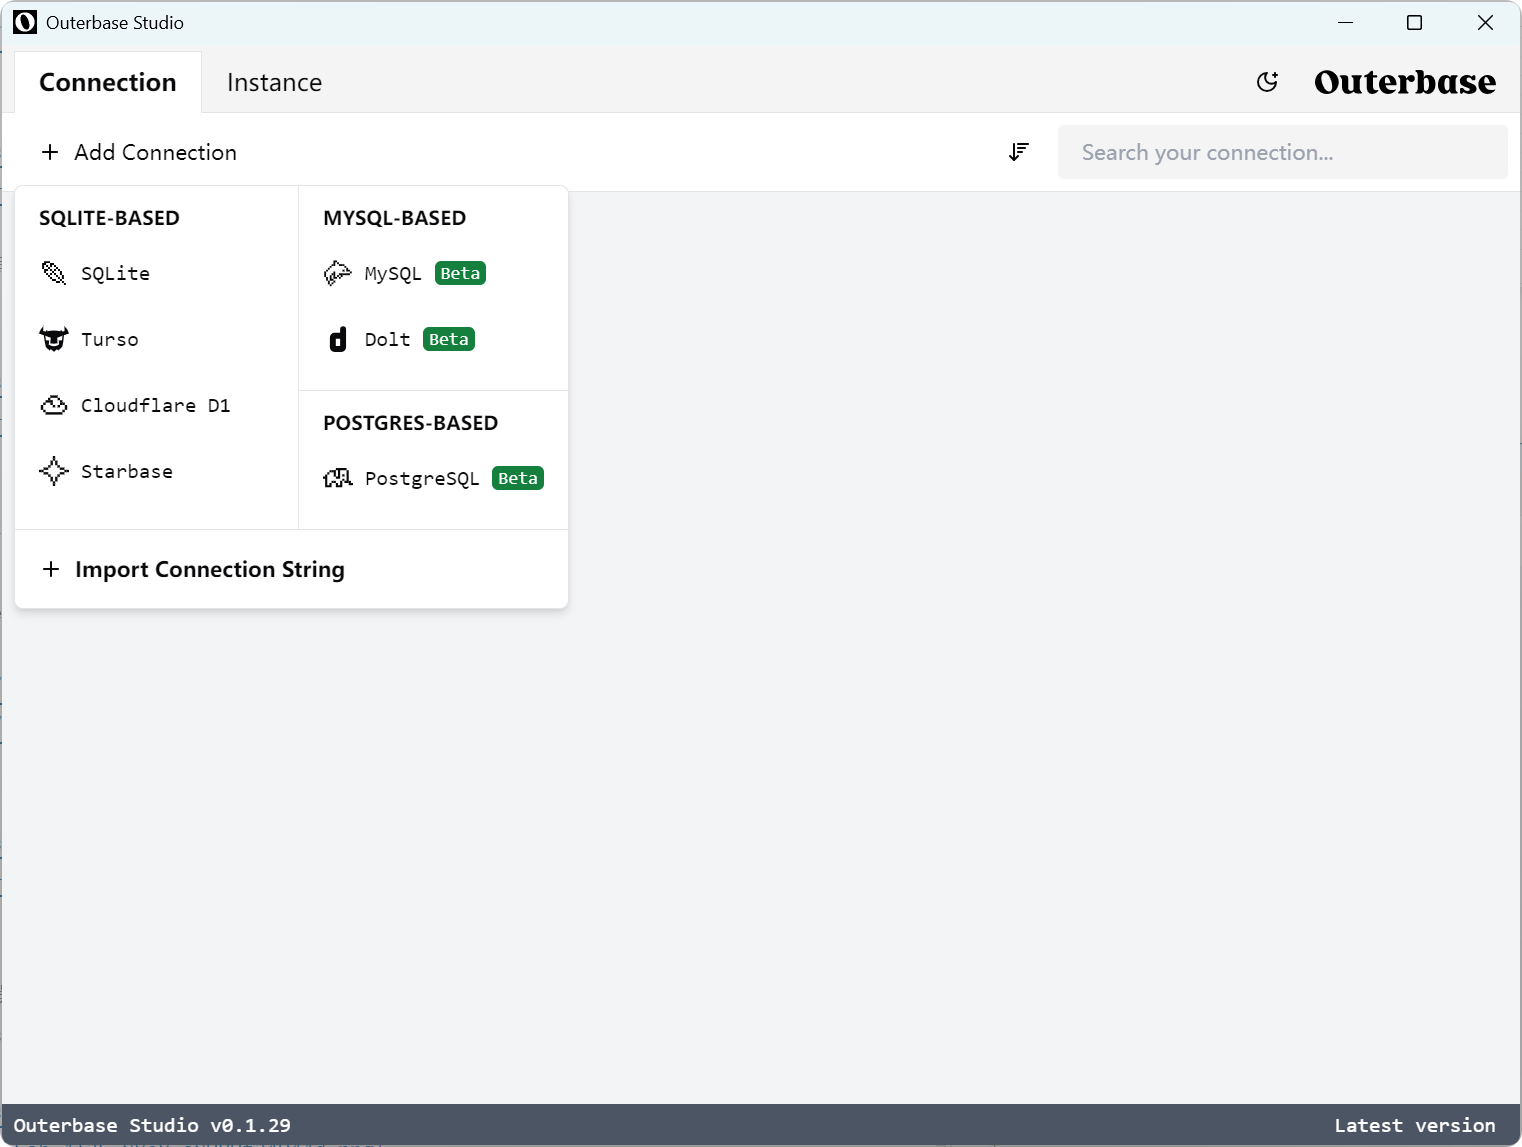 Outerbase Studio
Connection
Instance
Outerbase
Add Connection
Search your connection...
SQLITE-BASED
SQLite
Turso
Cloudflare D1
Starbase
MYSQL-BASED
MySQL Beta
Dolt Beta
POSTGRES-BASED
PostgreSQL Beta
Import Connection String
Outerbase Studio v0.1.29
Latest version